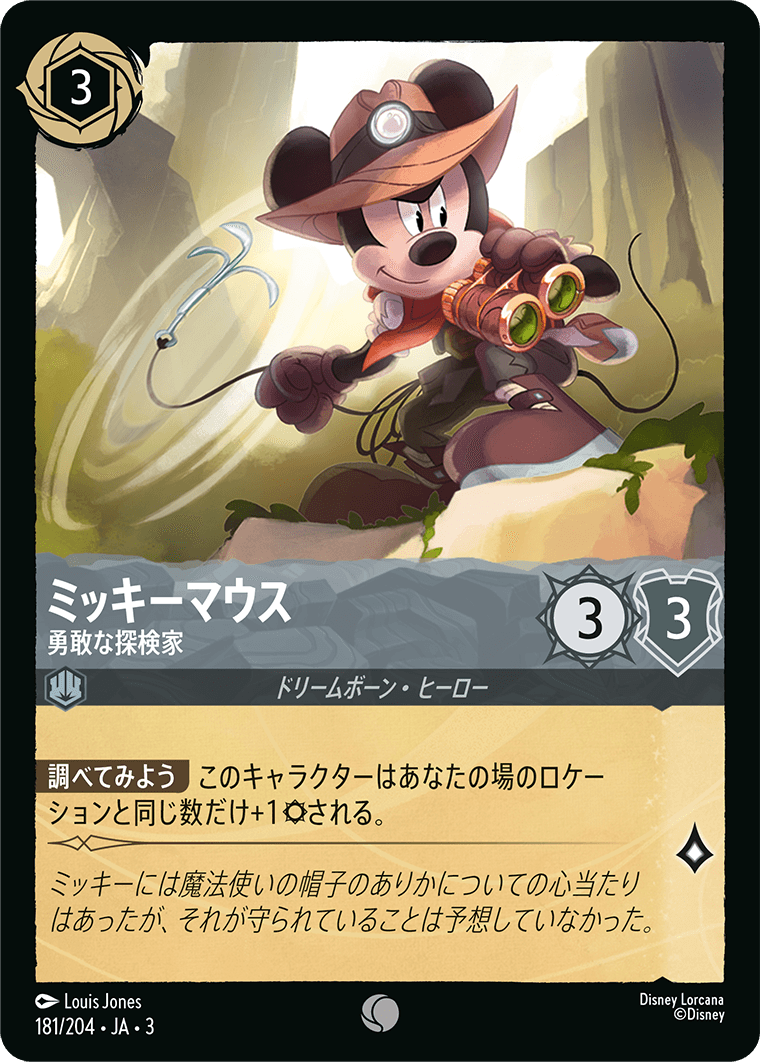 3
ミッキーマウス
勇敢な探検家
3 3
ドリームボーン・ヒーロー
調べてみよう このキャラクターはあなたの場のロケー
ションと同じ数だけ+1される。
ミッキーには魔法使いの帽子のありかについての心当たり
はあったが、それが守られていることは予想していなかった。
Louis Jones
181/204・JA・3
Disney Lorcana
©Disney